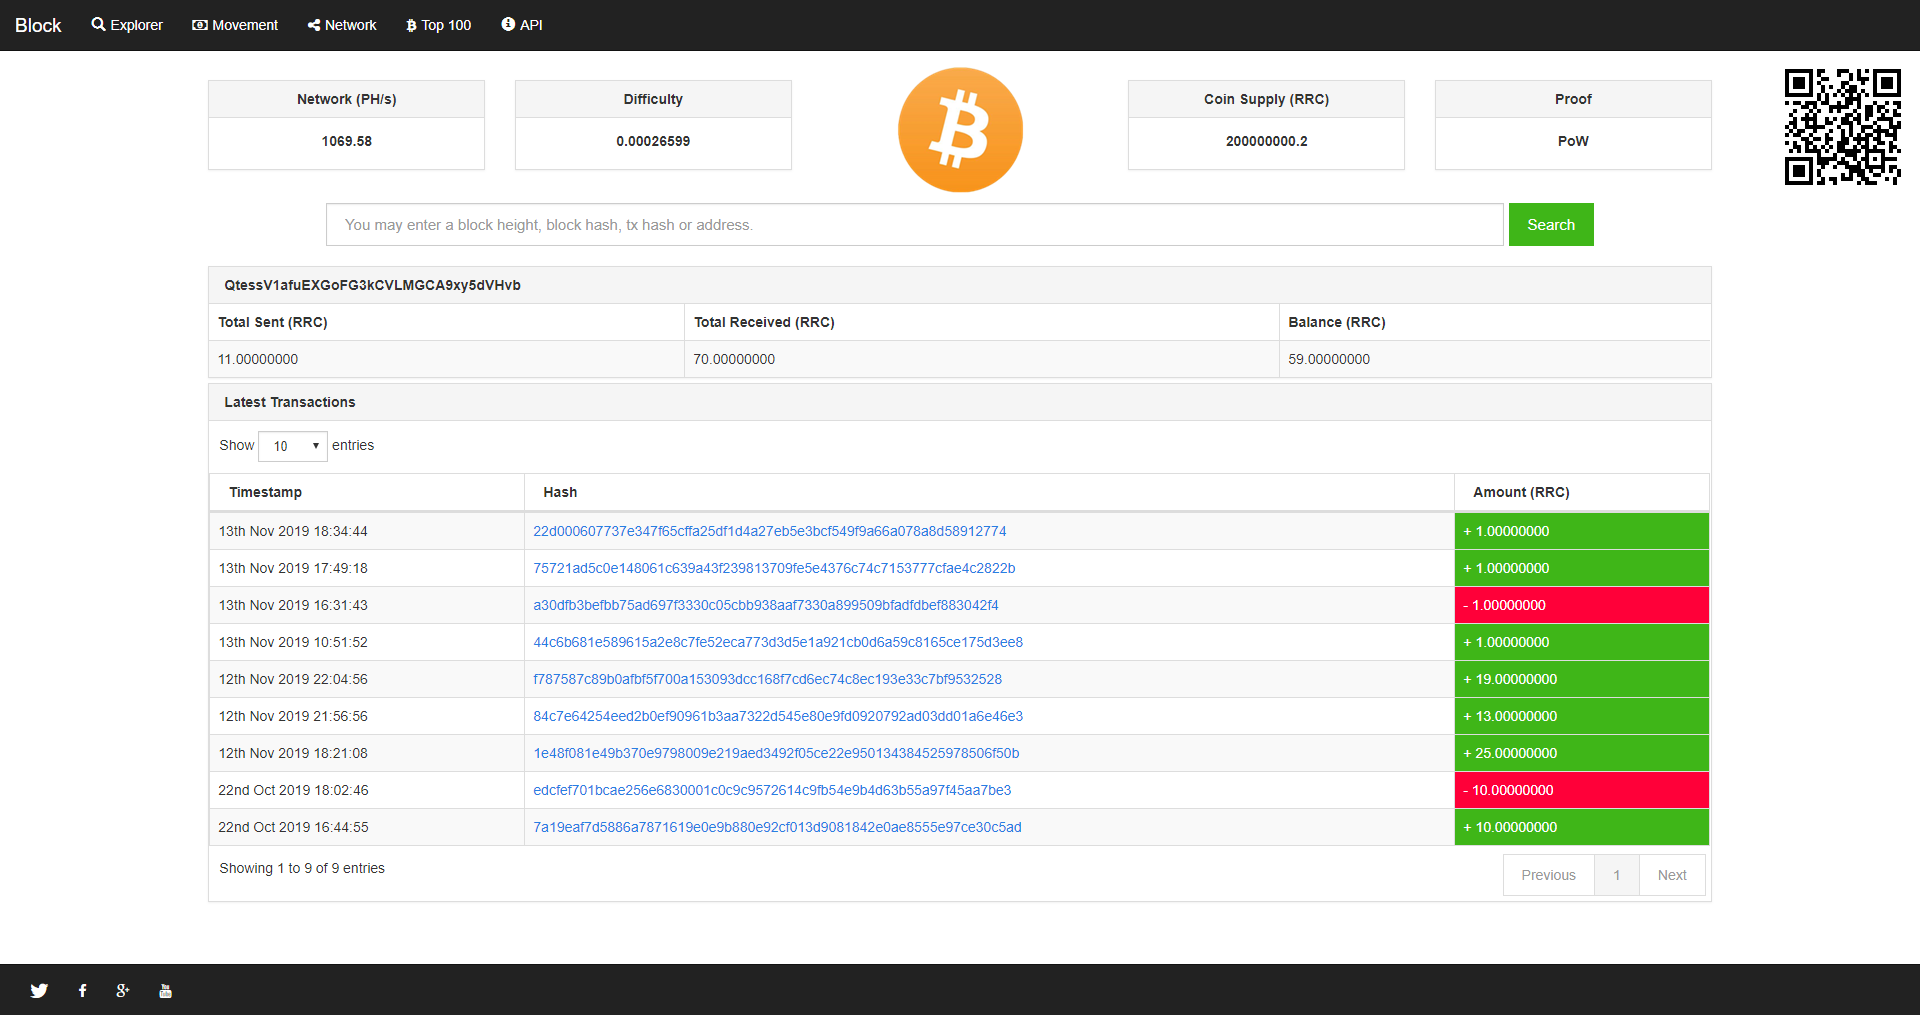 Block Explorer Movement Network Top 100 API
Network (PH/s) Difficulty Coin Supply (RRC) Proof
1069.58 0.00026599 200000000.2 PoW
You may enter a block height, block hash, tx hash or address. Search
QtessV1afuEXGoFG3kCVLMGCA9xy5dVHvb
Total Sent (RRC) Total Received (RRC) Balance (RRC)
11.00000000 70.00000000 59.00000000
Latest Transactions
Show 10 entries
Timestamp Hash Amount (RRC)
13th Nov 2019 18:34:44 22d000607737e347f65cffa25df1d4a27eb5e3bcf549f9a66a078a8d58912774 + 1.00000000
13th Nov 2019 17:49:18 75721ad5c0e148061c639a43f239813709fe5e4376c74c7153777cfae4c2822b + 1.00000000
13th Nov 2019 16:31:43 a30dfb3befbb75ad697f3330c05cbb938aaf7330a899509bfadfdbef883042f4 - 1.00000000
13th Nov 2019 10:51:52 44c6b681e589615a2e8c7fe52eca773d3d5e1a921cb0d6a59c8165ce175d3ee8 + 1.00000000
12th Nov 2019 22:04:56 f787587c89b0afbf5f700a153093dcc168f7cd6ec74c8ec193e33c7bf9532528 + 19.00000000
12th Nov 2019 21:56:56 84c7e64254eed2b0ef90961b3aa7322d545e80e9fd0920792ad03dd01a6e46e3 + 13.00000000
12th Nov 2019 18:21:08 1e48f081e49b370e9798009e219aed3492f05ce22e950134384525978506f50b + 25.00000000
22nd Oct 2019 18:02:46 edcfef701bcae256e6830001c0c9c9572614c9fb54e9b4d63b55a97f45aa7be3 - 10.00000000
22nd Oct 2019 16:44:55 7a19eaf7d5886a7871619e0e9b880e92cf013d9081842e0ae8555e97ce30c5ad + 10.00000000
Showing 1 to 9 of 9 entries Previous 1 Next